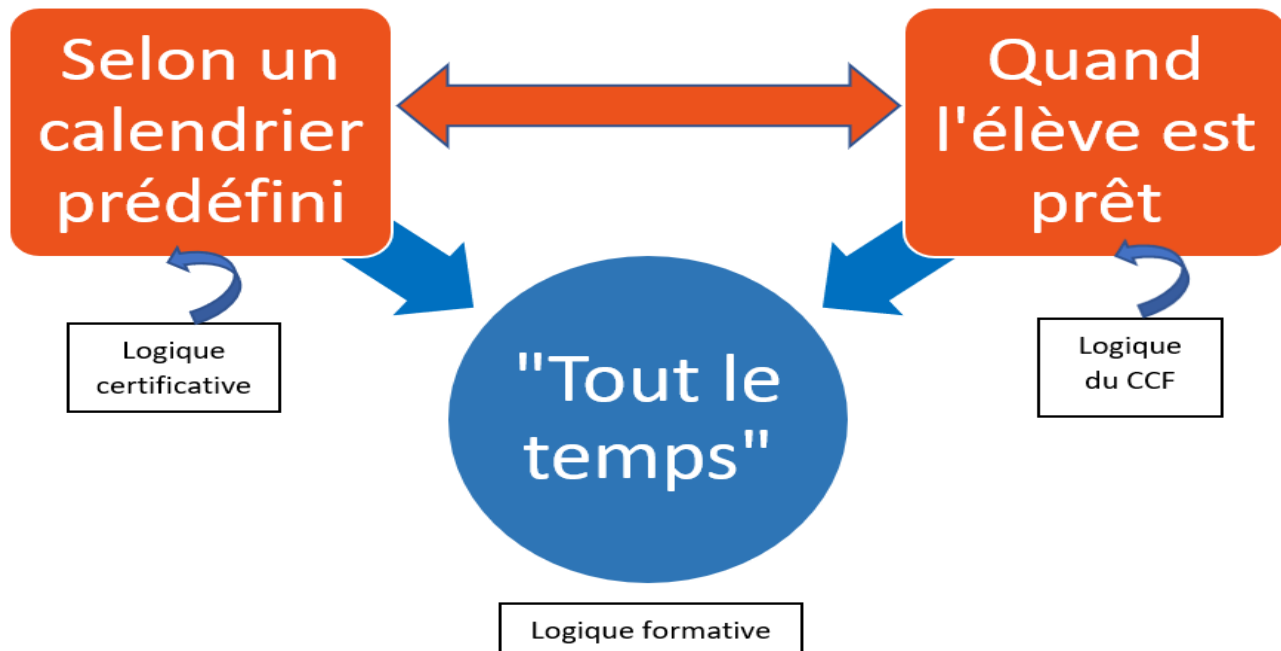 Selon un
calendrier
prédéfini
Quand
l'élève est
prêt
Logique
certificative
Logique
du CCF
"Tout le
temps"
Logique formative